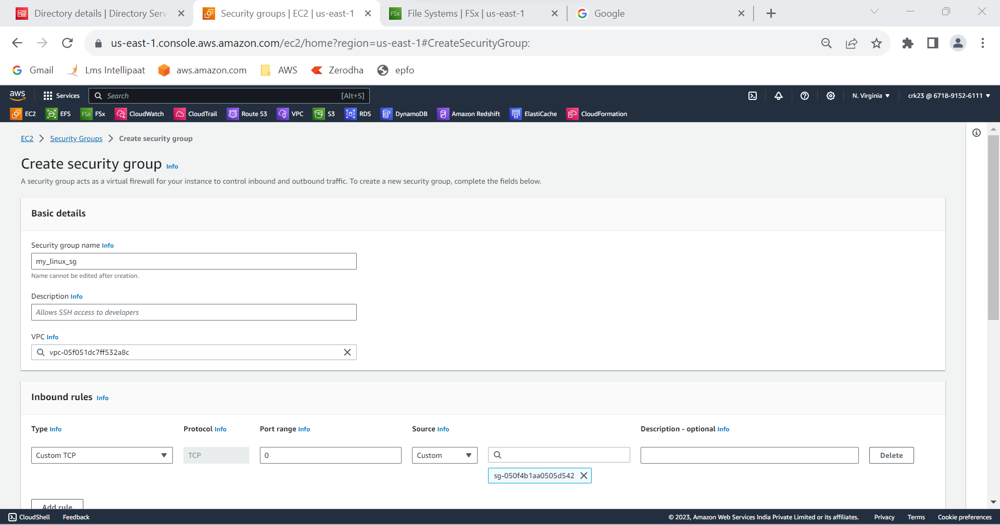 Directory details | Directory Serv
Security groups | EC2 | us-east-1
FSx File Systems | FSx | us-east-1
Google
us-east-1.console.aws.amazon.com/ec2/home?region=us-east-1#CreateSecurityGroup:
Gmail Lms Intellipaat aws.amazon.com AWS Zerodha epfo
aws Services Search [Alt+S] N. Virginia crk23 @ 6718-9152-6111
EC2 EFS FSx FSx CloudWatch CloudTrail Route 53 VPC S3 RDS DynamoDB Amazon Redshift ElastiCache CloudFormation
EC2 Security Groups Create security group
Create security group Info
A security group acts as a virtual firewall for your instance to control inbound and outbound traffic. To create a new security group, complete the fields below.
Basic details
Security group name Info
my_linux_sg
Name cannot be edited after creation.
Description Info
Allows SSH access to developers
VPC Info
vpc-05f051dc7ff532a8c
Inbound rules Info
Type Info Protocol Info Port range Info Source Info Description - optional Info
Custom TCP TCP 0 Custom Delete
sg-050f4b1aa0505d542
Add rule
CloudShell Feedback © 2023, Amazon Web Services India Private Limited or its affiliates. Privacy Terms Cookie preferences